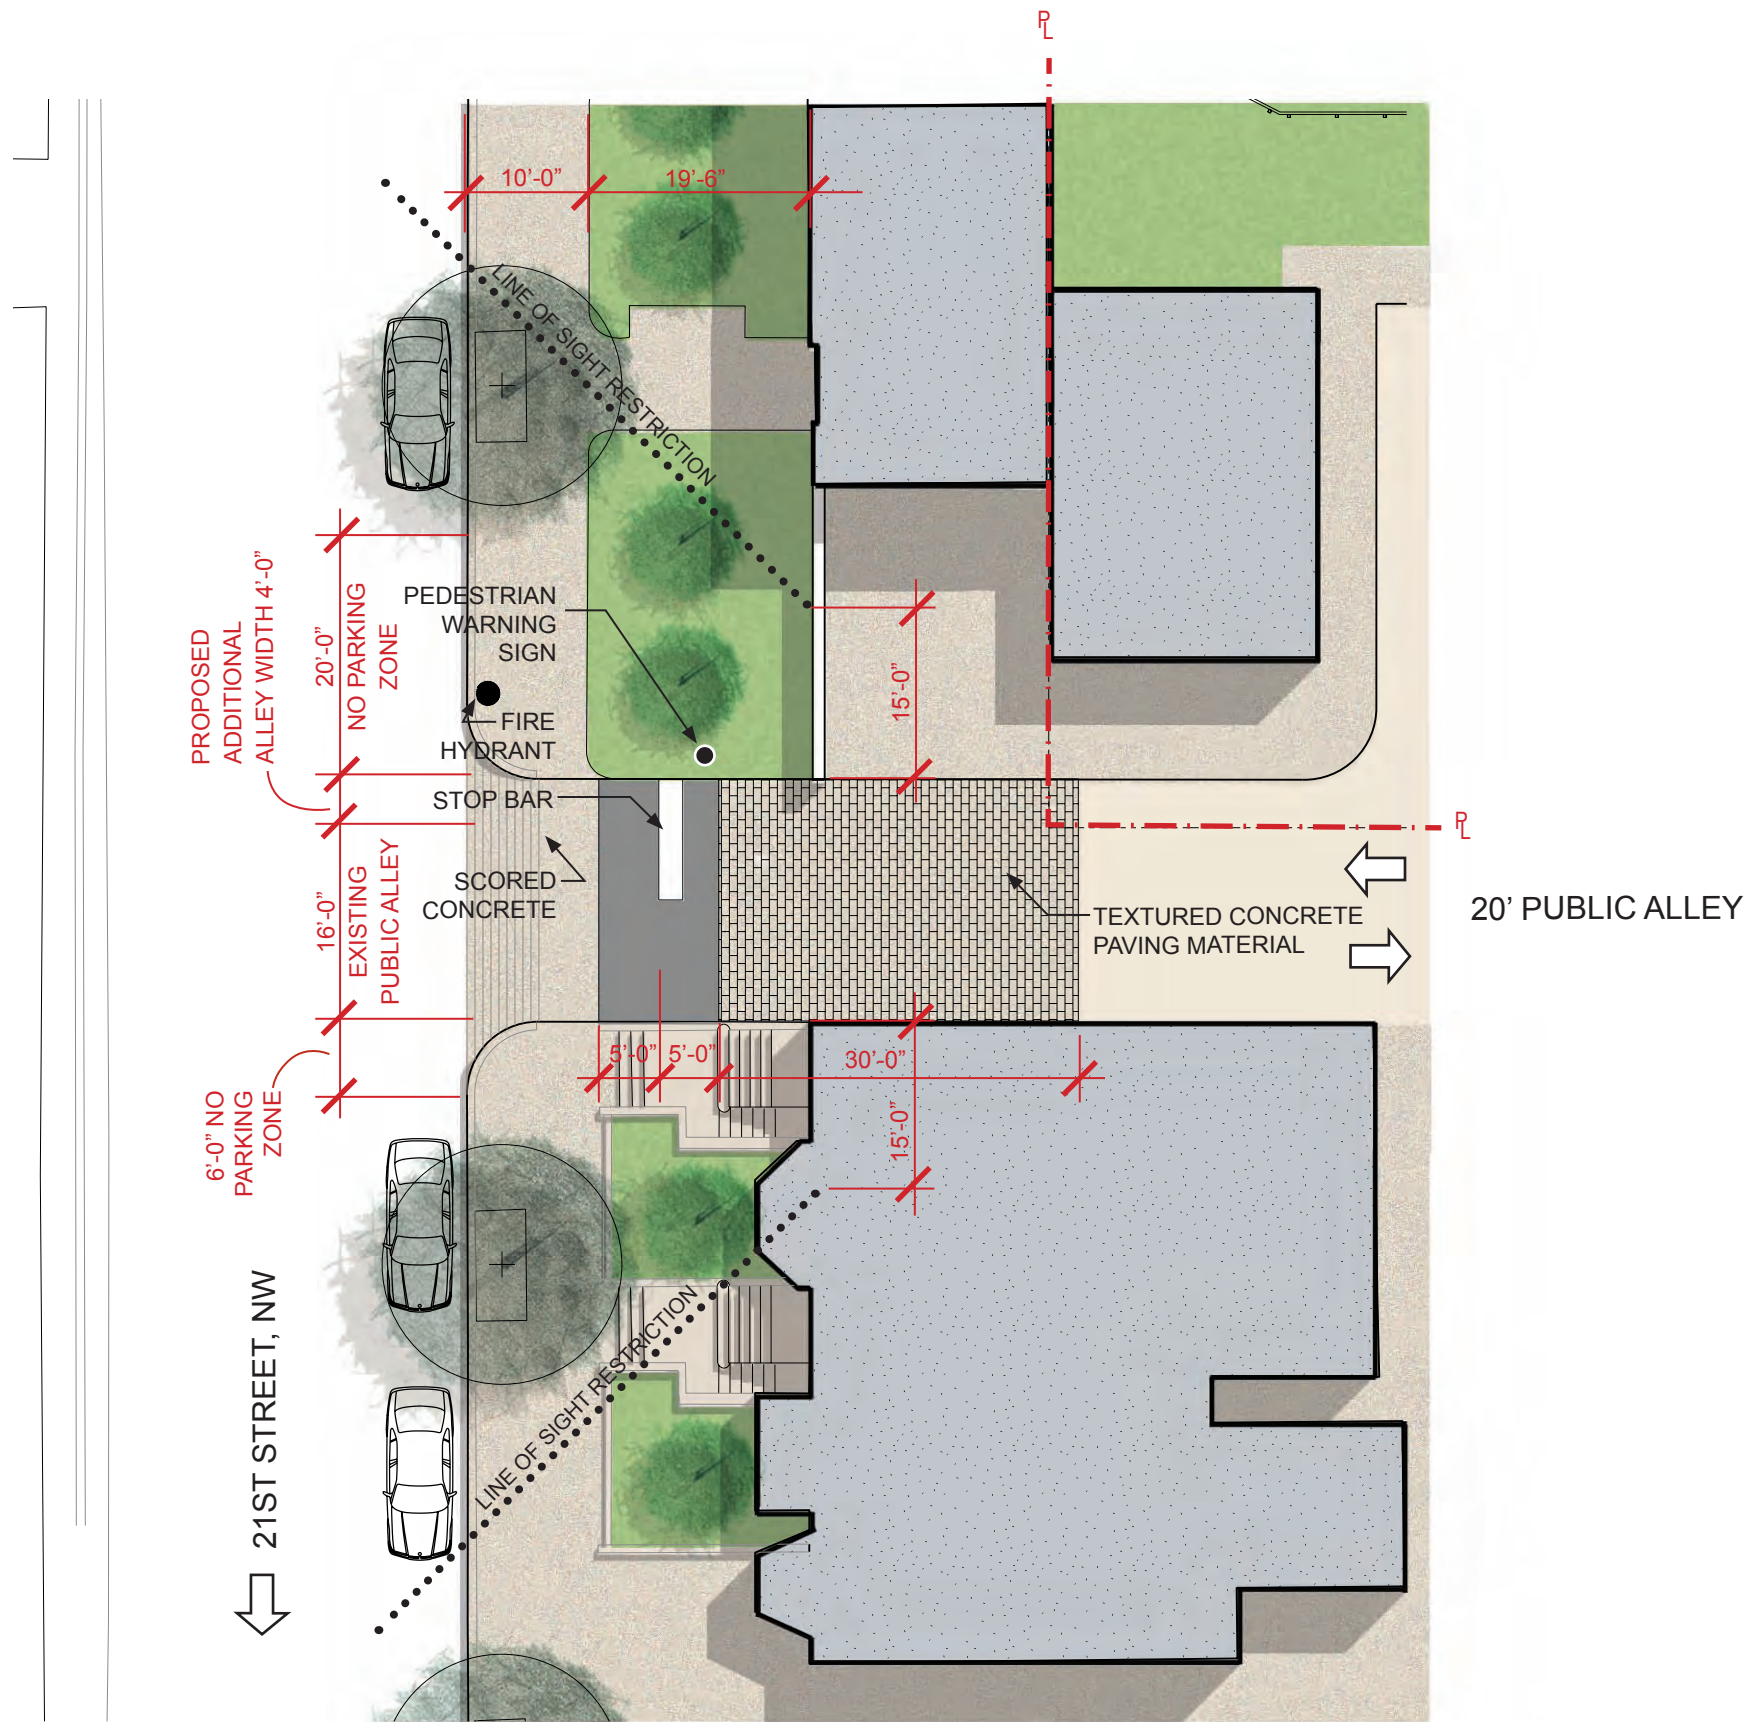 PL
10’-0”
19’-6”
LINE OF SIGHT RESTRICTION
PROPOSED
ADDITIONAL
ALLEY WIDTH 4’-0”
20’-0”
NO PARKING
ZONE
PEDESTRIAN
WARNING
SIGN
FIRE
HYDRANT
15’-0”
STOP BAR
PL
16’-0”
EXISTING
PUBLIC ALLEY
SCORED
CONCRETE
TEXTURED CONCRETE
PAVING MATERIAL
20’ PUBLIC ALLEY
6’-0” NO
PARKING
ZONE
5’-0”
5’-0”
30’-0”
15’-0”
LINE OF SIGHT RESTRICTION
21ST STREET, NW